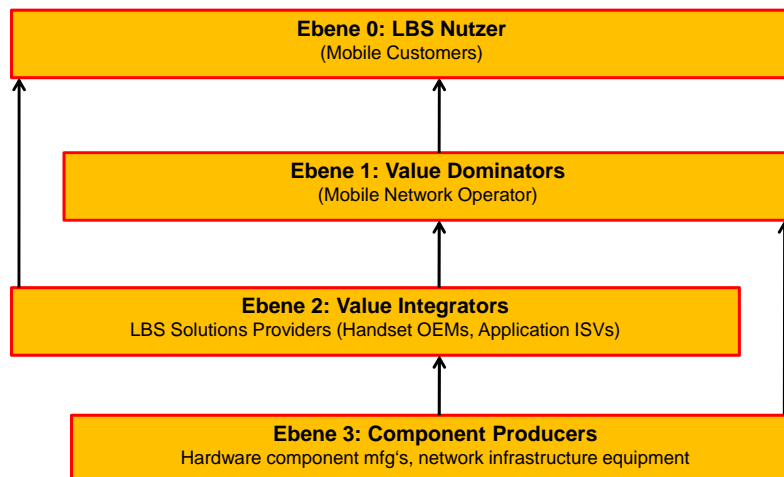 Ebene 0: LBS Nutzer
(Mobile Customers)
Ebene 1: Value Dominators
(Mobile Network Operator)
Ebene 2: Value Integrators
LBS Solutions Providers (Handset OEMs, Application ISVs)
Ebene 3: Component Producers
Hardware component mfg‘s, network infrastructure equipment